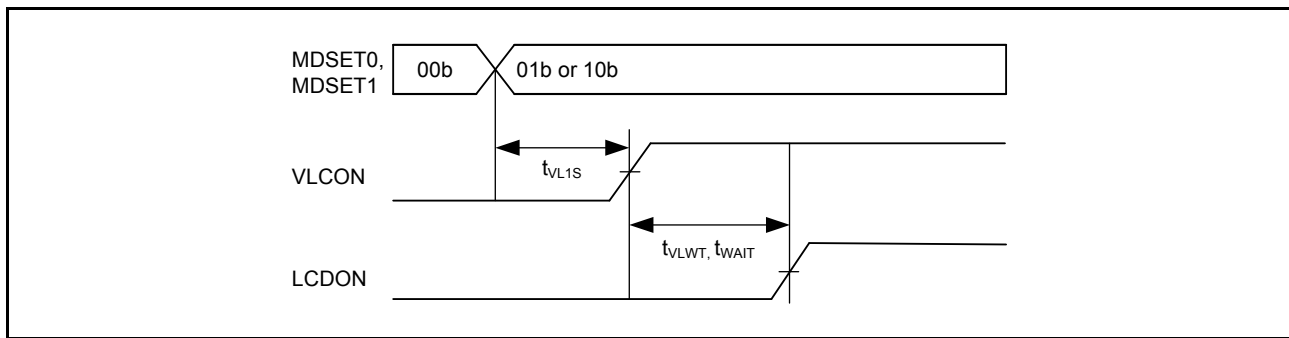 MDSET0,
MDSET1
00b
01b or 10b
tVL1S
VLCON
tVLWT, tWAIT
LCDON